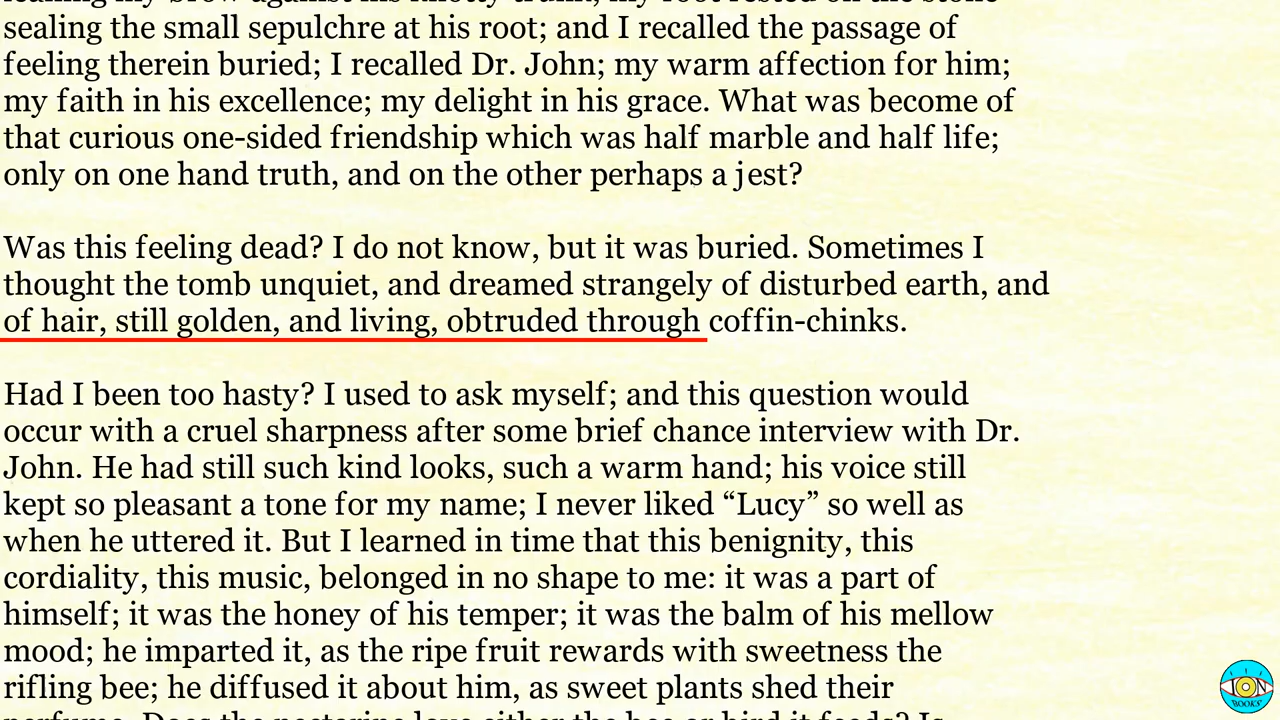 sealing the small sepulchre at his root; and I recalled the passage of
feeling therein buried; I recalled Dr. John; my warm affection for him;
my faith in his excellence; my delight in his grace. What was become of
that curious one-sided friendship which was half marble and half life;
only on one hand truth, and on the other perhaps a jest?
Was this feeling dead? I do not know, but it was buried. Sometimes I
thought the tomb unquiet, and dreamed strangely of disturbed earth, and
of hair, still golden, and living, obtruded through coffin-chinks.
Had I been too hasty? I used to ask myself; and this question would
occur with a cruel sharpness after some brief chance interview with Dr.
John. He had still such kind looks, such a warm hand; his voice still
kept so pleasant a tone for my name; I never liked “Lucy” so well as
when he uttered it. But I learned in time that this benignity, this
cordiality, this music, belonged in no shape to me: it was a part of
himself; it was the honey of his temper; it was the balm of his mellow
mood; he imparted it, as the ripe fruit rewards with sweetness the
rifling bee; he diffused it about him, as sweet plants shed their
ION
BOOKS